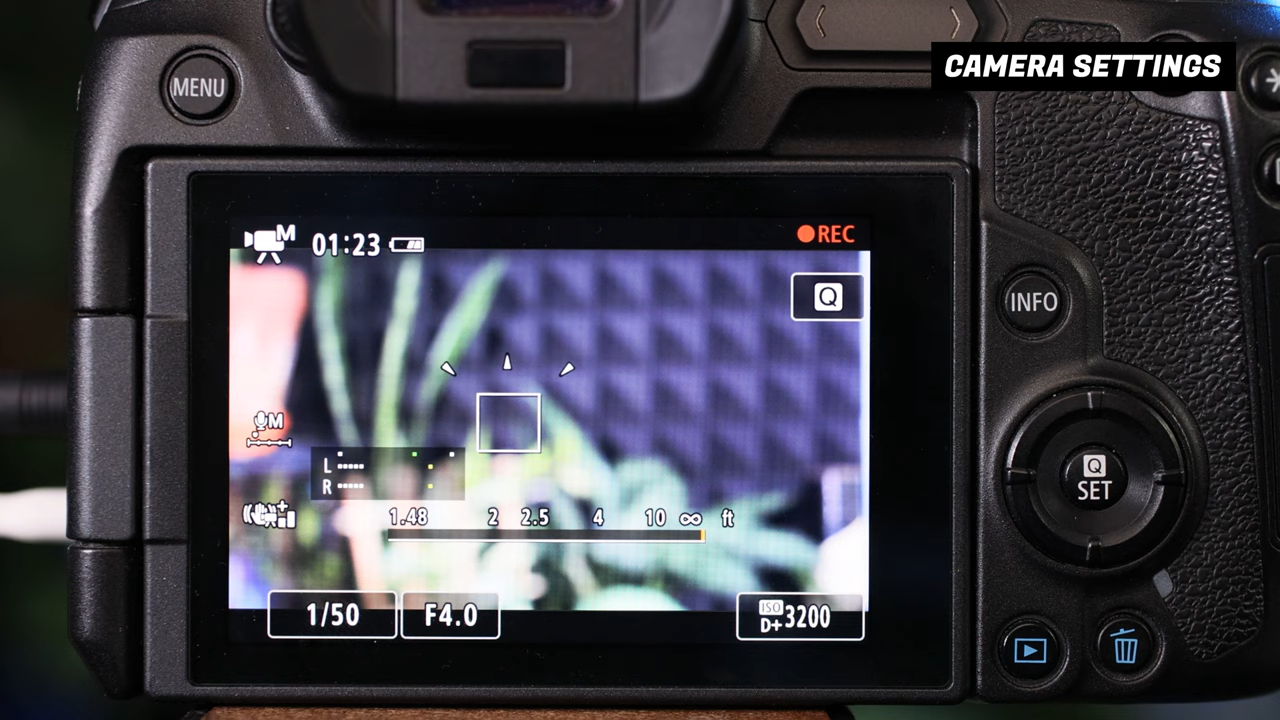 CAMERA SETTINGS
MENU
M
01:23
REC
Q
INFO
M
L
R
Q
SET
1.48 2 2.5 4 10 ∞ ft
1/50 F4.0 ISO D+ 3200